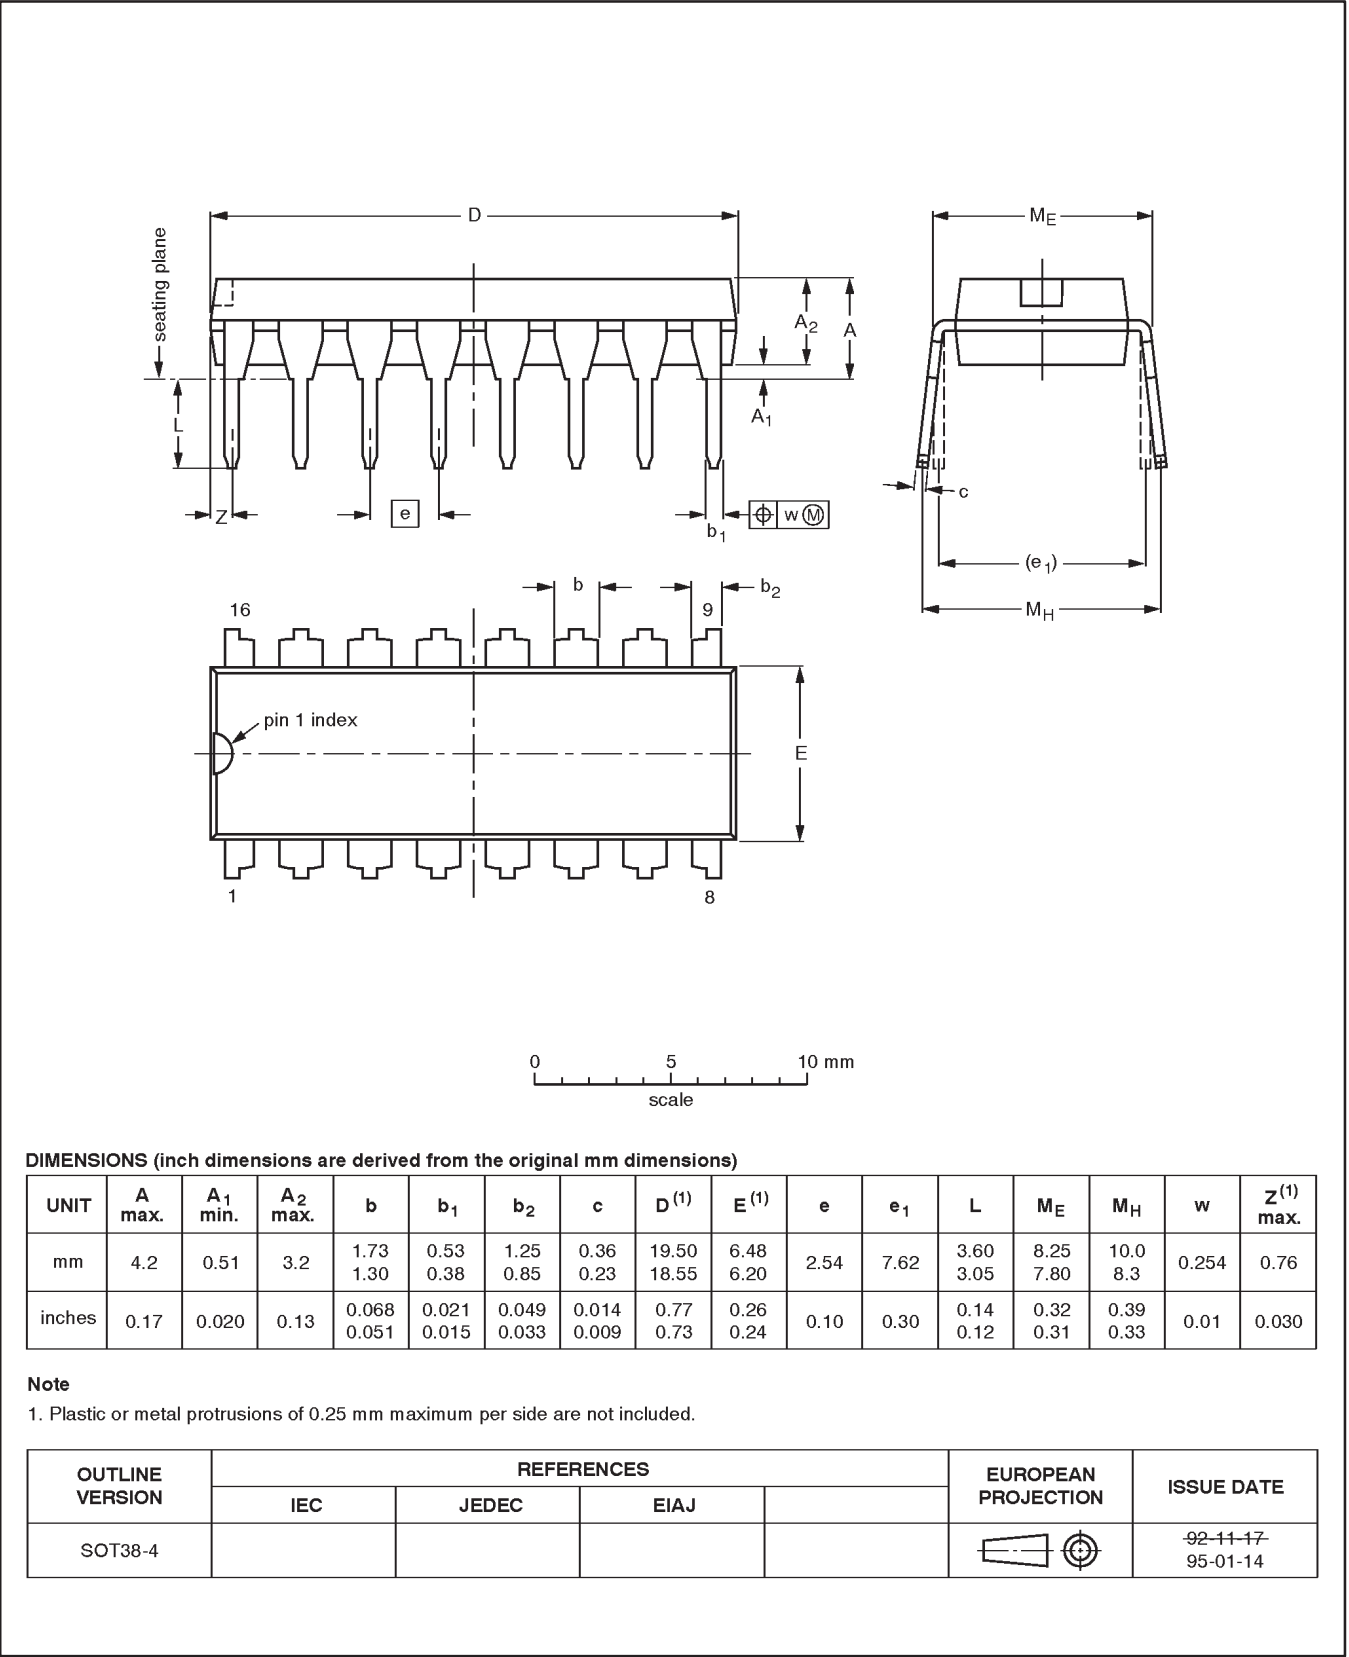 D
M_E
seating plane
A_2
A
A_1
L
Z
e
b_1
w M
c
(e_1)
M_H
b
b_2
16
9
pin 1 index
E
1
8
0 5 10 mm
scale
DIMENSIONS (inch dimensions are derived from the original mm dimensions)
UNIT A max. A_1 min. A_2 max. b b_1 b_2 c D(1) E(1) e e_1 L M_E M_H w Z(1) max.
mm 4.2 0.51 3.2 1.73 1.30 0.53 0.38 1.25 0.85 0.36 0.23 19.50 18.55 6.48 6.20 2.54 7.62 3.60 3.05 8.25 7.80 10.0 8.3 0.254 0.76
inches 0.17 0.020 0.13 0.068 0.051 0.021 0.015 0.049 0.033 0.014 0.009 0.77 0.73 0.26 0.24 0.10 0.30 0.14 0.12 0.32 0.31 0.39 0.33 0.01 0.030
Note
1. Plastic or metal protrusions of 0.25 mm maximum per side are not included.
OUTLINE VERSION REFERENCES EUROPEAN PROJECTION ISSUE DATE
IEC JEDEC EIAJ
SOT38-4
92-11-17
95-01-14